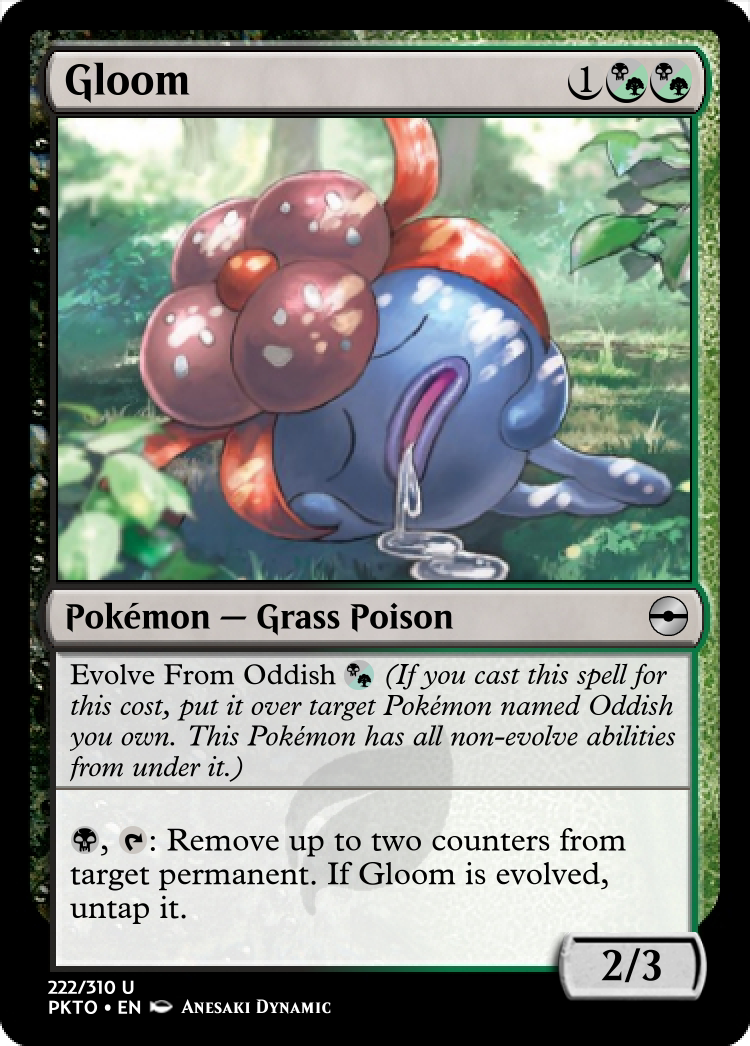 Gloom 1
Pokémon — Grass Poison
Evolve From Oddish (If you cast this spell for
this cost, put it over target Pokémon named Oddish
you own. This Pokémon has all non-evolve abilities
from under it.)
, : Remove up to two counters from
target permanent. If Gloom is evolved,
untap it.
2/3
222/310 U
PKTO • EN Anesaki Dynamic